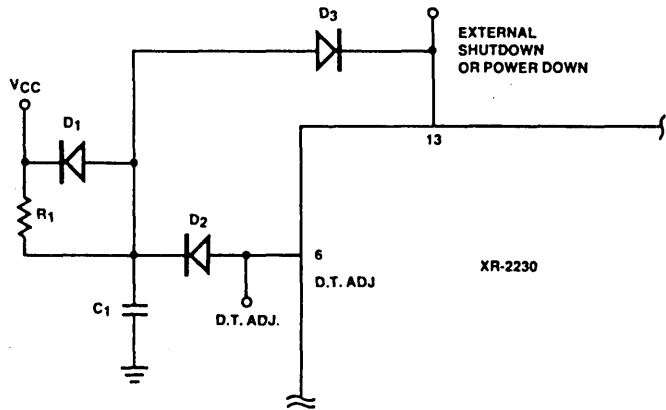 D3
EXTERNAL
SHUTDOWN
OR POWER DOWN
VCC
D1
13
R1
D2
6
D.T. ADJ
XR-2230
C1
D.T. ADJ.